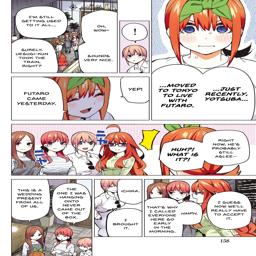 ...JUST
RECENTLY,
YOTSUBA...
...MOVED
TO TOKYO
TO LIVE
WITH
FUTARO.
!
OH,
WOW~
SOUNDS
VERY NICE.
I'M STILL
GETTING USED
TO IT ALL...
SURELY,
UESUGI-KUN
TOOK THE
TRAIN,
RIGHT?
YEP!
FUTARO
CAME
YESTERDAY.
RIGHT NOW,
HE'S
PROBABLY
STILL
ASLEE~
HUH?!
WHAT IS
IT?!
I GUESS
NOW WE'LL
REALLY HAVE
TO ACCEPT
IT.
HMPH.
THAT'S WHY
I CALLED
EVERYONE
HERE SO
EARLY
IN THE
MORNING.
ICHIKA.
I
BROUGHT
IT.
THE ONE I
WAS HANGING
ONTO
NEVER CAME
OUT OF THE
BOX.
THIS IS A
WEDDING
PRESENT
FROM ALL
OF US.
158